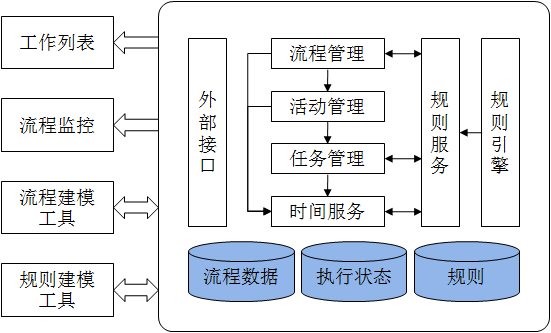 工作列表
流程监控
流程建模
工具
规则建模
工具
外部接口
流程管理
活动管理
任务管理
时间服务
规则服务
规则引擎
流程数据
执行状态
规则